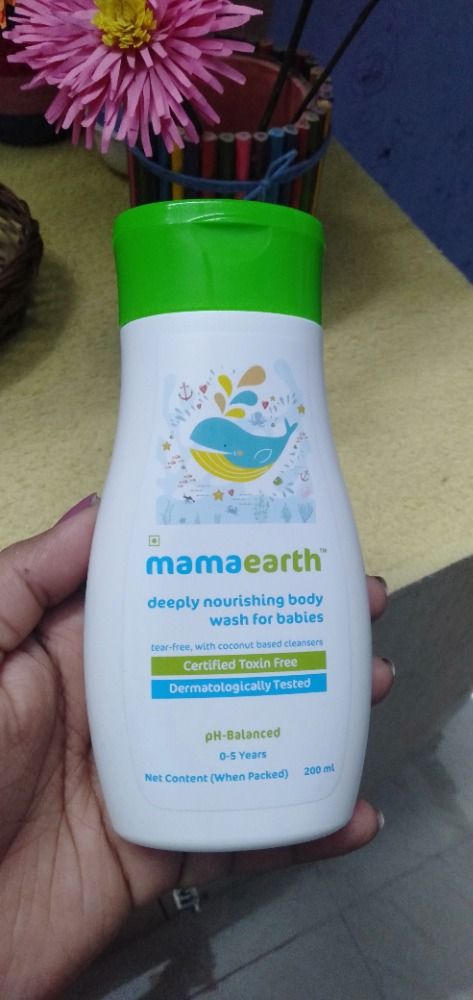 mamaearth™
deeply nourishing body
wash for babies
tear-free, with coconut based cleansers
Certified Toxin Free
Dermatologically Tested
pH-Balanced
0-5 Years
Net Content (When Packed) 200 ml